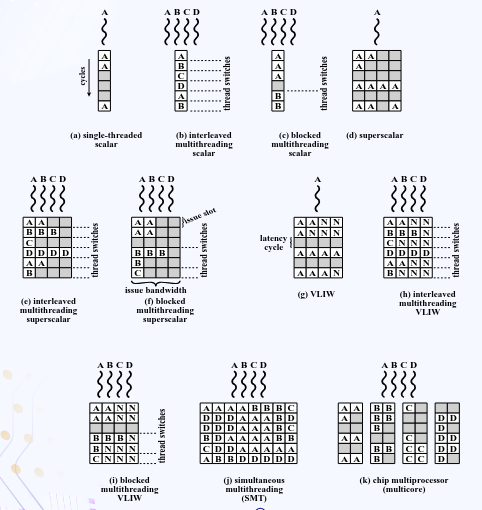 A
A B C D
A B C D
A
cycles
A
A
A
A
B
C
D
A
B
thread switches
A
A
A
B
B
thread switches
A A
A
A A A A
A
(a) single-threaded
scalar
(b) interleaved
multithreading
scalar
(c) blocked
multithreading
scalar
(d) superscalar
A B C D
A B C D
A
A B C D
A A
B B B
C
D D D D
A A
B
thread switches
issue slot
A A
A A
B B B
B
C
thread switches
issue bandwidth
latency
cycle
A A N N
A N N N
A A A A
A A A N
A A N N
B B B N
C N N N
D D D D
A A N N
B N N N
thread switches
(e) interleaved
multithreading
superscalar
(f) blocked
multithreading
superscalar
(g) VLIW
(h) interleaved
multithreading
VLIW
A B C D
A B C D
A B C D
A A N N
A A N N
B B B N
B N N N
C N N N
thread switches
A A A A B B B C
D D D A A A B D
D D D D A A A B
B D D A A A A B
C D D A A A A D
A B B D D D D D
A A B B C
B B D D
(i) blocked
multithreading
VLIW
(j) simultaneous
multithreading
(SMT)
(k) chip multiprocessor
(multicore)